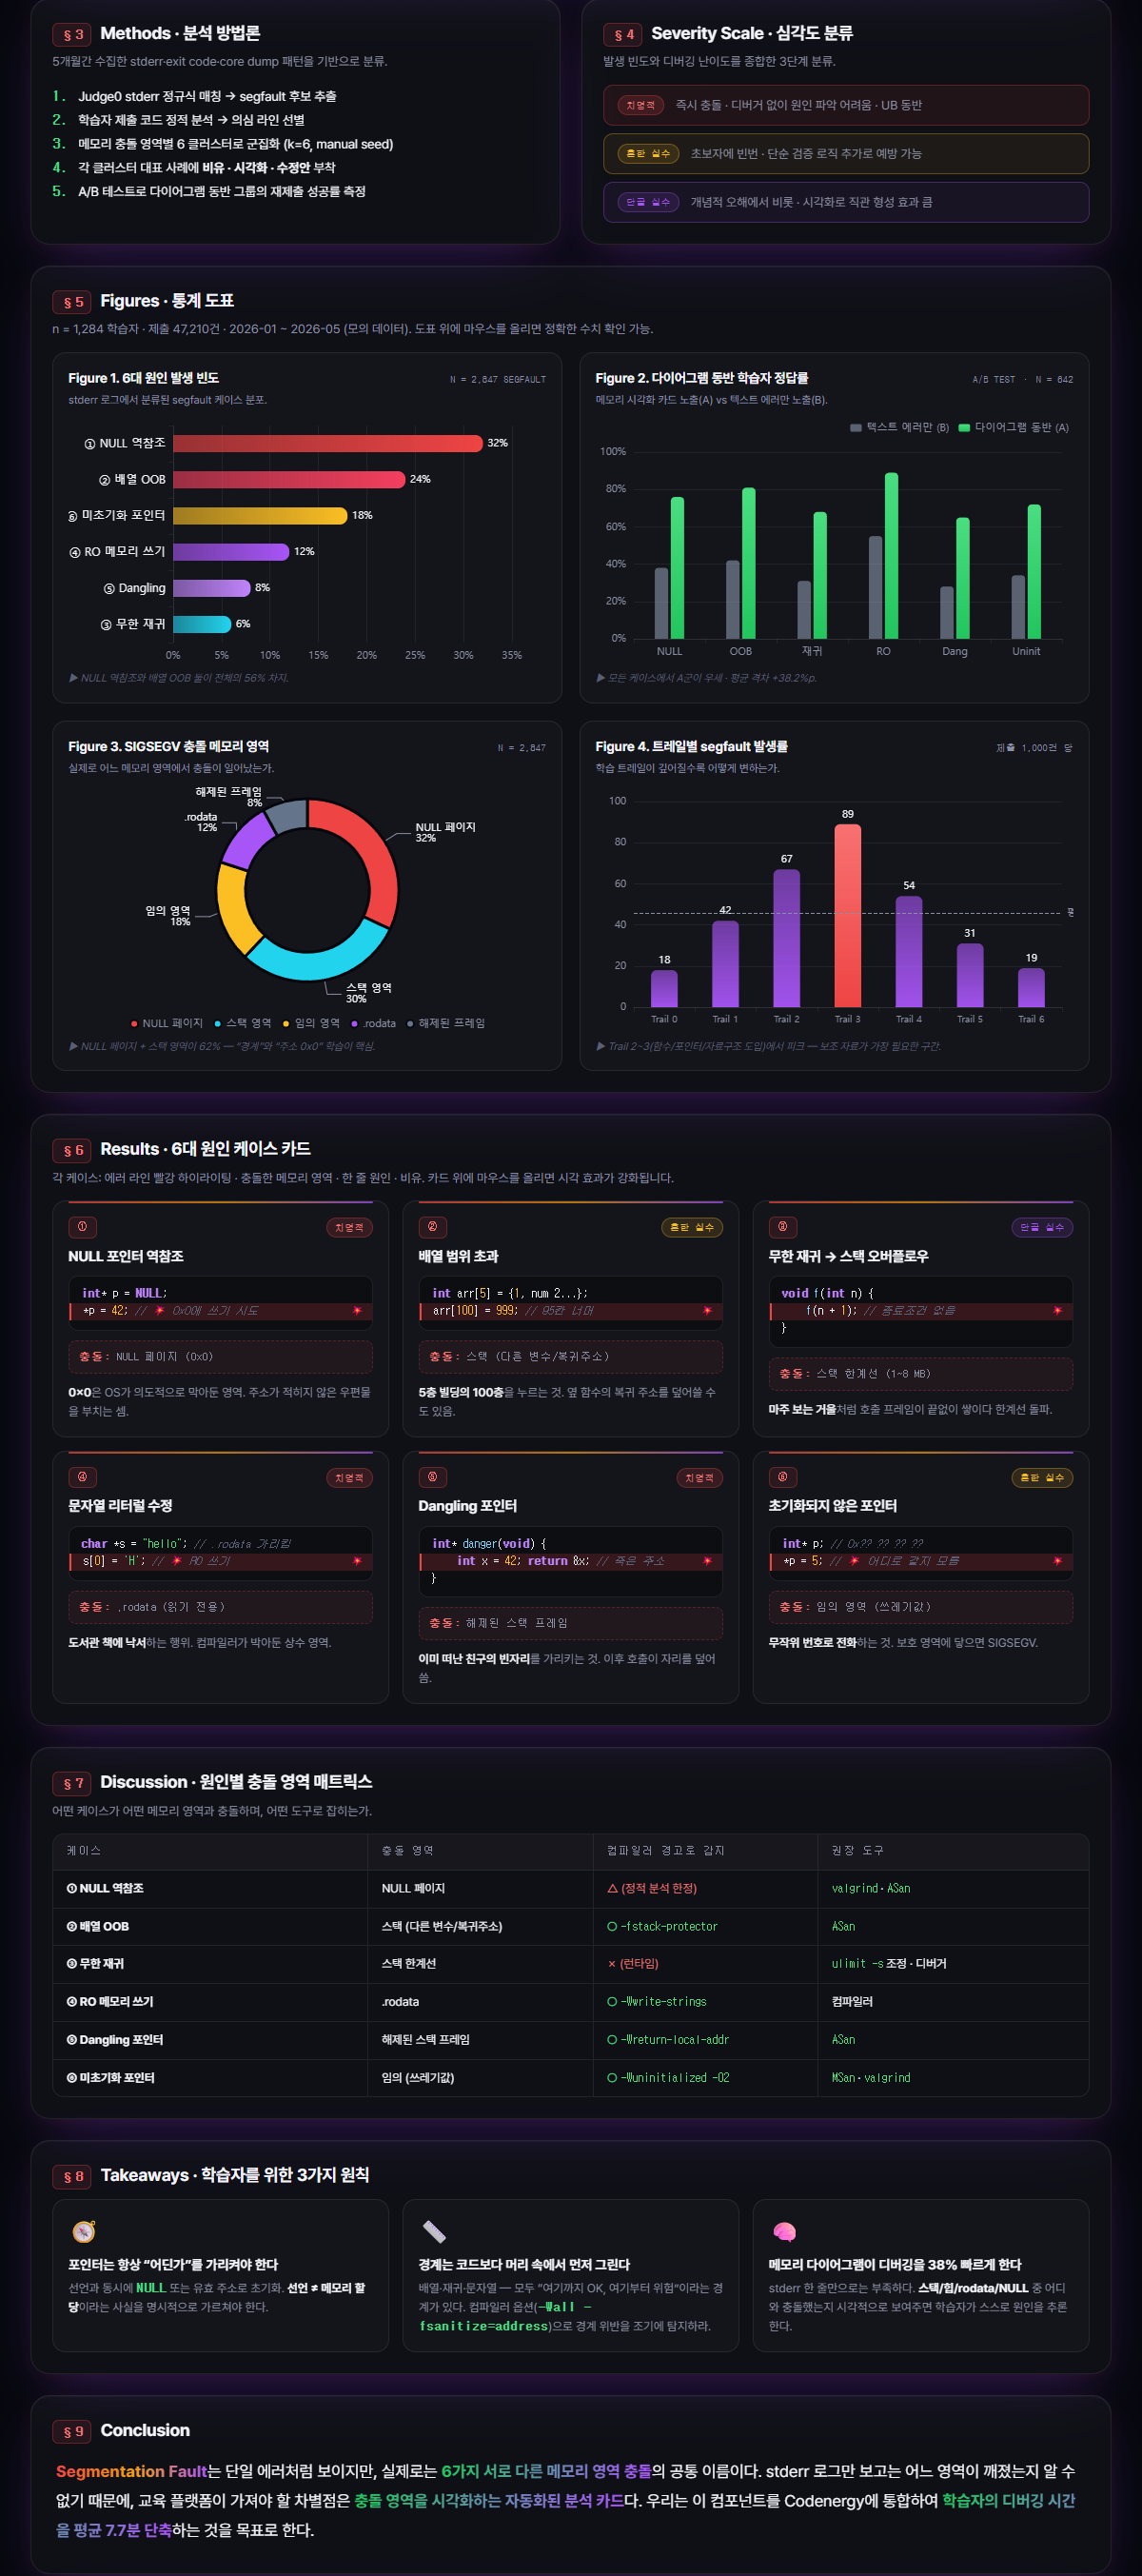 § 3 Methods · 분석 방법론
5개월간 수집한 stderr·exit code·core dump 패턴을 기반으로 분류.
1. Judge0 stderr 정규식 매칭 → segfault 후보 추출
2. 학습자 제출 코드 정적 분석 → 의심 라인 선별
3. 메모리 충돌 영역별 6 클러스터로 군집화 (k=6, manual seed)
4. 각 클러스터 대표 사례에 비유 · 시각화 · 수정안 부착
5. A/B 테스트로 다이어그램 동반 그룹의 재제출 성공률 측정
§ 4 Severity Scale · 심각도 분류
발생 빈도와 디버깅 난이도를 종합한 3단계 분류.
치명적 즉시 충돌 · 디버거 없이 원인 파악 어려움 · UB 동반
흔한 실수 초보자에 빈번 · 단순 검증 로직 추가로 예방 가능
단골 실수 개념적 오해에서 비롯 · 시각화로 직관 형성 효과 큼
§ 5 Figures · 통계 도표
n = 1,284 학습자 · 제출 47,210건 · 2026-01 ~ 2026-05 (모의 데이터). 도표 위에 마우스를 올리면 정확한 수치 확인 가능.
Figure 1. 6대 원인 발생 빈도
N = 2,847 SEGFAULT
stderr 로그에서 분류된 segfault 케이스 분포.
① NULL 역참조 32%
② 배열 OOB 24%
⑥ 미초기화 포인터 18%
④ RO 메모리 쓰기 12%
⑤ Dangling 8%
③ 무한 재귀 6%
0% 5% 10% 15% 20% 25% 30% 35%
▶ NULL 역참조와 배열 OOB 둘이 전체의 56% 차지.
Figure 2. 다이어그램 동반 학습자 정답률
A/B TEST · N = 642
메모리 시각화 카드 노출(A) vs 텍스트 에러만 노출(B).
텍스트 에러만 (B) 다이어그램 동반 (A)
100%
80%
60%
40%
20%
0%
NULL OOB 재귀 RO Dang Uninit
▶ 모든 케이스에서 A군이 우세 · 평균 격차 +38.2%p.
Figure 3. SIGSEGV 충돌 메모리 영역
N = 2,847
실제로 어느 메모리 영역에서 충돌이 일어났는가.
해제된 프레임
8%
.rodata
12%
NULL 페이지
32%
임의 영역
18%
스택 영역
30%
NULL 페이지 스택 영역 임의 영역 .rodata 해제된 프레임
▶ NULL 페이지 + 스택 영역이 62% — "경계"와 "주소 0x0" 학습이 핵심.
Figure 4. 트레일별 segfault 발생률
제출 1,000건 당
학습 트레일이 깊어질수록 어떻게 변하는가.
100
80
60
40
20
0
18 42 67 89 54 31 19
Trail 0 Trail 1 Trail 2 Trail 3 Trail 4 Trail 5 Trail 6
▶ Trail 2~3(함수/포인터/자료구조 도입)에서 피크 — 보조 자료가 가장 필요한 구간.
§ 6 Results · 6대 원인 케이스 카드
각 케이스: 에러 라인 빨강 하이라이팅 · 충돌한 메모리 영역 · 한 줄 원인 · 비유. 카드 위에 마우스를 올리면 시각 효과가 강화됩니다.
① 치명적
NULL 포인터 역참조
int* p = NULL;
*p = 42; // 💥 0x0에 쓰기 시도 💥
충돌: NULL 페이지 (0x0)
0×0은 OS가 의도적으로 막아둔 영역. 주소가 적히지 않은 우편물
을 부치는 셈.
② 흔한 실수
배열 범위 초과
int arr[5] = {1, num 2...};
arr[100] = 999; // 95칸 너머 💥
충돌: 스택 (다른 변수/복귀주소)
5층 빌딩의 100층을 누르는 것. 옆 함수의 복귀 주소를 덮어쓸 수
도 있음.
③ 단골 실수
무한 재귀 → 스택 오버플로우
void f(int n) {
f(n + 1); // 종료조건 없음 💥
}
충돌: 스택 한계선 (1~8 MB)
마주 보는 거울처럼 호출 프레임이 끝없이 쌓이다 한계선 돌파.
④ 치명적
문자열 리터럴 수정
char *s = "hello"; // .rodata 가리킴
s[0] = 'H'; // 💥 RO 쓰기 💥
충돌: .rodata (읽기 전용)
도서관 책에 낙서하는 행위. 컴파일러가 박아둔 상수 영역.
⑤ 치명적
Dangling 포인터
int* danger(void) {
int x = 42; return &x; // 죽은 주소 💥
}
충돌: 해제된 스택 프레임
이미 떠난 친구의 빈자리를 가리키는 것. 이후 호출이 자리를 덮어
씀.
⑥ 흔한 실수
초기화되지 않은 포인터
int* p; // 0x?? ?? ?? ??
*p = 5; // 💥 어디로 갈지 모름 💥
충돌: 임의 영역 (쓰레기값)
무작위 번호로 전화하는 것. 보호 영역에 닿으면 SIGSEGV.
§ 7 Discussion · 원인별 충돌 영역 매트릭스
어떤 케이스가 어떤 메모리 영역과 충돌하며, 어떤 도구로 잡히는가.
케이스 충돌 영역 컴파일러 경고로 감지 권장 도구
① NULL 역참조 NULL 페이지 △ (정적 분석 한정) valgrind · ASan
② 배열 OOB 스택 (다른 변수/복귀주소) ○ -fstack-protector ASan
③ 무한 재귀 스택 한계선 × (런타임) ulimit -s 조정 · 디버거
④ RO 메모리 쓰기 .rodata ○ -Wwrite-strings 컴파일러
⑤ Dangling 포인터 해제된 스택 프레임 ○ -Wreturn-local-addr ASan
⑥ 미초기화 포인터 임의 (쓰레기값) ○ -Wuninitialized -O2 MSan · valgrind
§ 8 Takeaways · 학습자를 위한 3가지 원칙
포인터는 항상 "어딘가"를 가리켜야 한다
선언과 동시에 NULL 또는 유효 주소로 초기화. 선언 ≠ 메모리 할
당이라는 사실을 명시적으로 가르쳐야 한다.
경계는 코드보다 머리 속에서 먼저 그린다
배열·재귀·문자열 — 모두 "여기까지 OK, 여기부터 위험"이라는 경
계가 있다. 컴파일러 옵션(-Wall -
fsanitize=address)으로 경계 위반을 조기에 탐지하라.
메모리 다이어그램이 디버깅을 38% 빠르게 한다
stderr 한 줄만으로는 부족하다. 스택/힙/rodata/NULL 중 어디
와 충돌했는지 시각적으로 보여주면 학습자가 스스로 원인을 추론
한다.
§ 9 Conclusion
Segmentation Fault는 단일 에러처럼 보이지만, 실제로는 6가지 서로 다른 메모리 영역 충돌의 공통 이름이다. stderr 로그만 보고는 어느 영역이 깨졌는지 알 수
없기 때문에, 교육 플랫폼이 가져야 할 차별점은 충돌 영역을 시각화하는 자동화된 분석 카드다. 우리는 이 컴포넌트를 Codenergy에 통합하여 학습자의 디버깅 시간
을 평균 7.7분 단축하는 것을 목표로 한다.